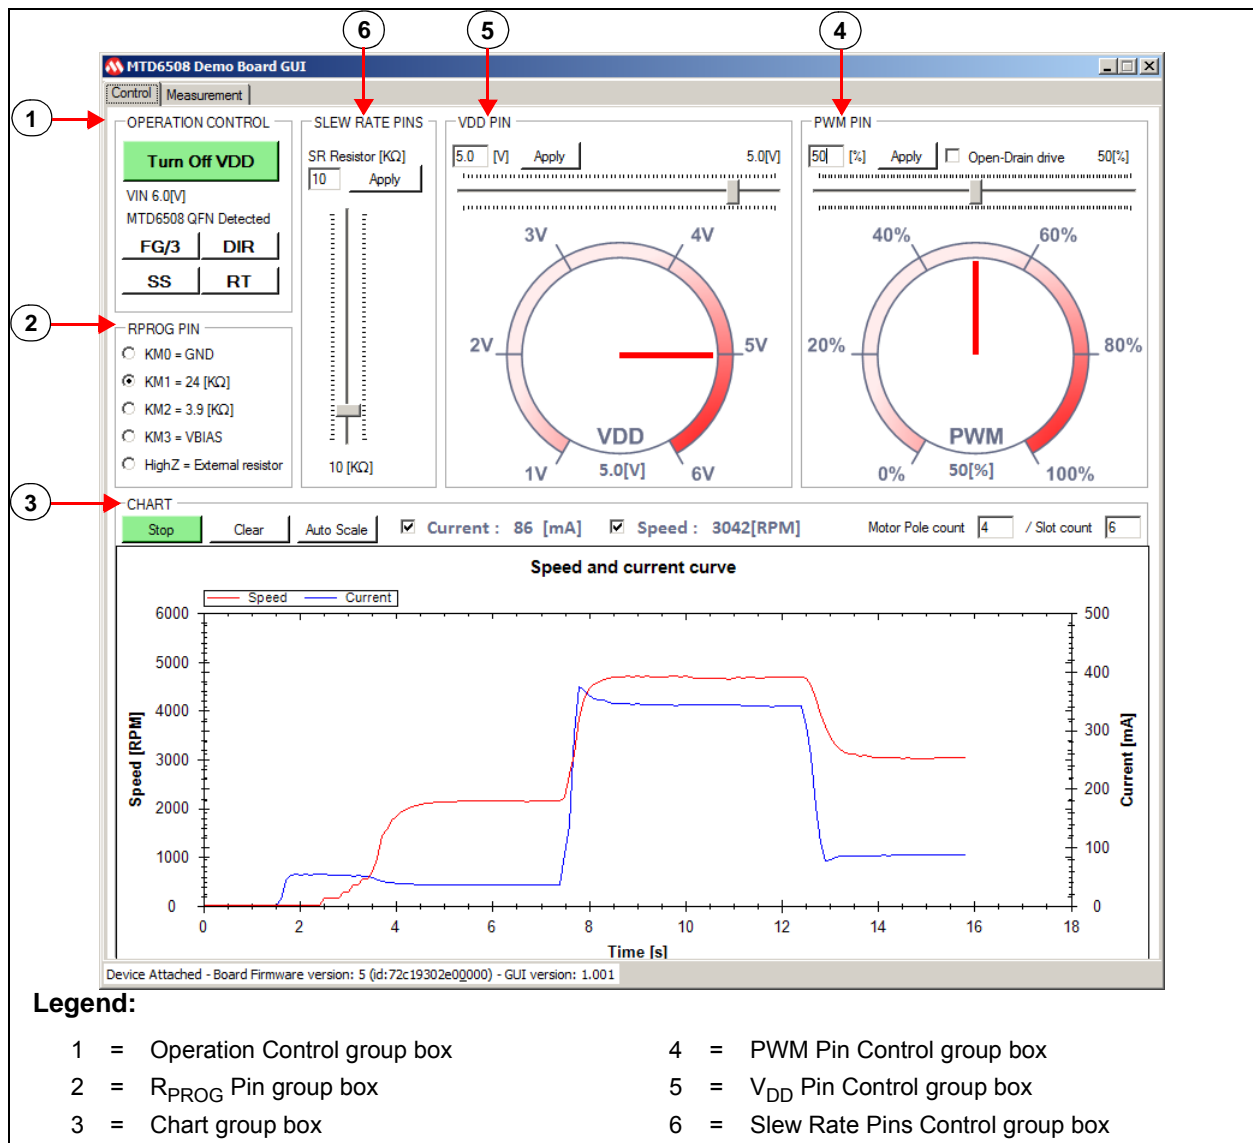 6
5
4
MTD6508 Demo Board GUI
Control Measurement
1
OPERATION CONTROL
Turn Off VDD
VIN 6.0[V]
MTD6508 QFN Detected
FG/3 DIR
SS RT
2
RPROG PIN
KM0 = GND
KM1 = 24 [KΩ]
KM2 = 3.9 [KΩ]
KM3 = VBIAS
HighZ = External resistor
SLEW RATE PINS
SR Resistor [KΩ]
10 Apply
10 [KΩ]
VDD PIN
5.0 [V] Apply 5.0[V]
3V 4V
2V 5V
VDD
1V 5.0[V] 6V
PWM PIN
50 [%] Apply Open-Drain drive 50[%]
40% 60%
20% 80%
PWM
0% 50[%] 100%
3
CHART
Stop Clear Auto Scale Current : 86 [mA] Speed : 3042[RPM] Motor Pole count 4 / Slot count 6
Speed and current curve
Speed Current
6000 500
5000 400
4000 300
3000 200
2000 100
1000 0
0
Speed [RPM]
Current [mA]
0 2 4 6 8 10 12 14 16 18
Time [s]
Device Attached - Board Firmware version: 5 (id:72c19302e00000) - GUI version: 1.001
Legend:
1 = Operation Control group box
2 = RPROG Pin group box
3 = Chart group box
4 = PWM Pin Control group box
5 = VDD Pin Control group box
6 = Slew Rate Pins Control group box